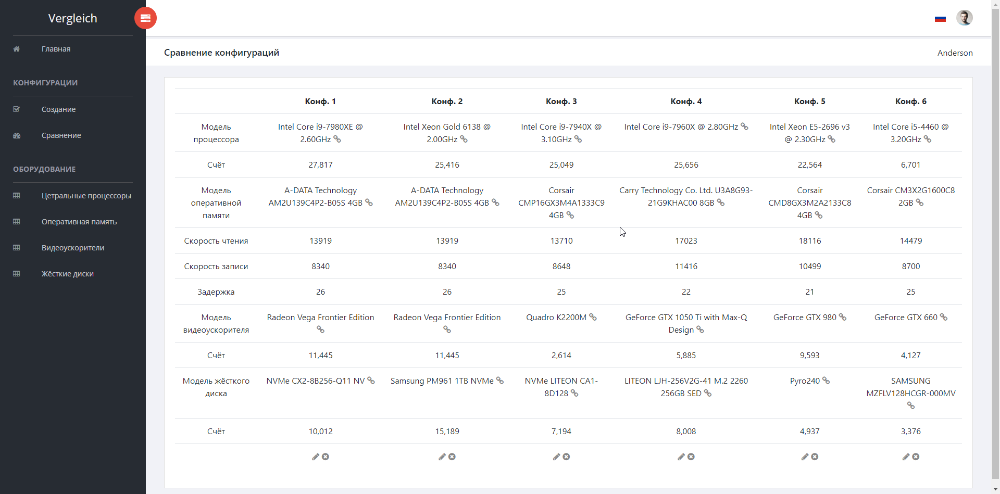 Vergleich
Главная
КОНФИГУРАЦИИ
Создание
Сравнение
ОБОРУДОВАНИЕ
Цетральные процессоры
Оперативная память
Видеоускорители
Жёсткие диски
Сравнение конфигураций
Anderson
Конф. 1 Конф. 2 Конф. 3 Конф. 4 Конф. 5 Конф. 6
Модель Intel Core i9-7980XE @ Intel Xeon Gold 6138 @ Intel Core i9-7940X @ Intel Core i9-7960X @ 2.80GHz Intel Xeon E5-2696 v3 Intel Core i5-4460 @
процессора 2.60GHz 2.00GHz 3.10GHz @ 2.30GHz 3.20GHz
Счёт 27,817 25,416 25,049 25,656 22,564 6,701
Модель A-DATA Technology A-DATA Technology Corsair Carry Technology Co. Ltd. U3A8G93- Corsair Corsair CM3X2G1600C8
оперативной AM2U139C4P2-B05S 4GB AM2U139C4P2-B05S 4GB CMP16GX3M4A1333C9 21G9KHAC00 8GB CMD8GX3M2A2133C8 2GB
памяти 4GB 4GB
Скорость чтения 13919 13919 13710 17023 18116 14479
Скорость записи 8340 8340 8648 11416 10499 8700
Задержка 26 26 25 22 21 25
Модель Radeon Vega Frontier Edition Radeon Vega Frontier Edition Quadro K2200M GeForce GTX 1050 Ti with Max-Q GeForce GTX 980 GeForce GTX 660
видеоускорителя Design
Счёт 11,445 11,445 2,614 5,885 9,593 4,127
Модель жёсткого NVMe CX2-8B256-Q11 NV Samsung PM961 1TB NVMe NVMe LITEON CA1- LITEON LJH-256V2G-41 M.2 2260 Pyro240 SAMSUNG
диска 8D128 256GB SED MZFLV128HCGR-000MV
Счёт 10,012 15,189 7,194 8,008 4,937 3,376